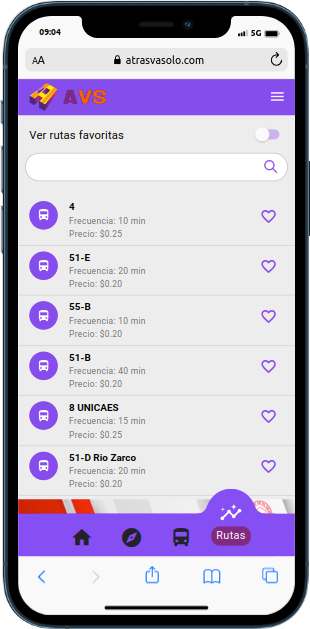 09:04
5G
AA
atrasvasolo.com
AVS
Ver rutas favoritas
4
Frecuencia: 10 min
Precio: $0.25
51-E
Frecuencia: 20 min
Precio: $0.20
55-B
Frecuencia: 10 min
Precio: $0.20
51-B
Frecuencia: 40 min
Precio: $0.20
8 UNICAES
Frecuencia: 15 min
Precio: $0.25
51-D Rio Zarco
Frecuencia: 20 min
Precio: $0.20
Rutas